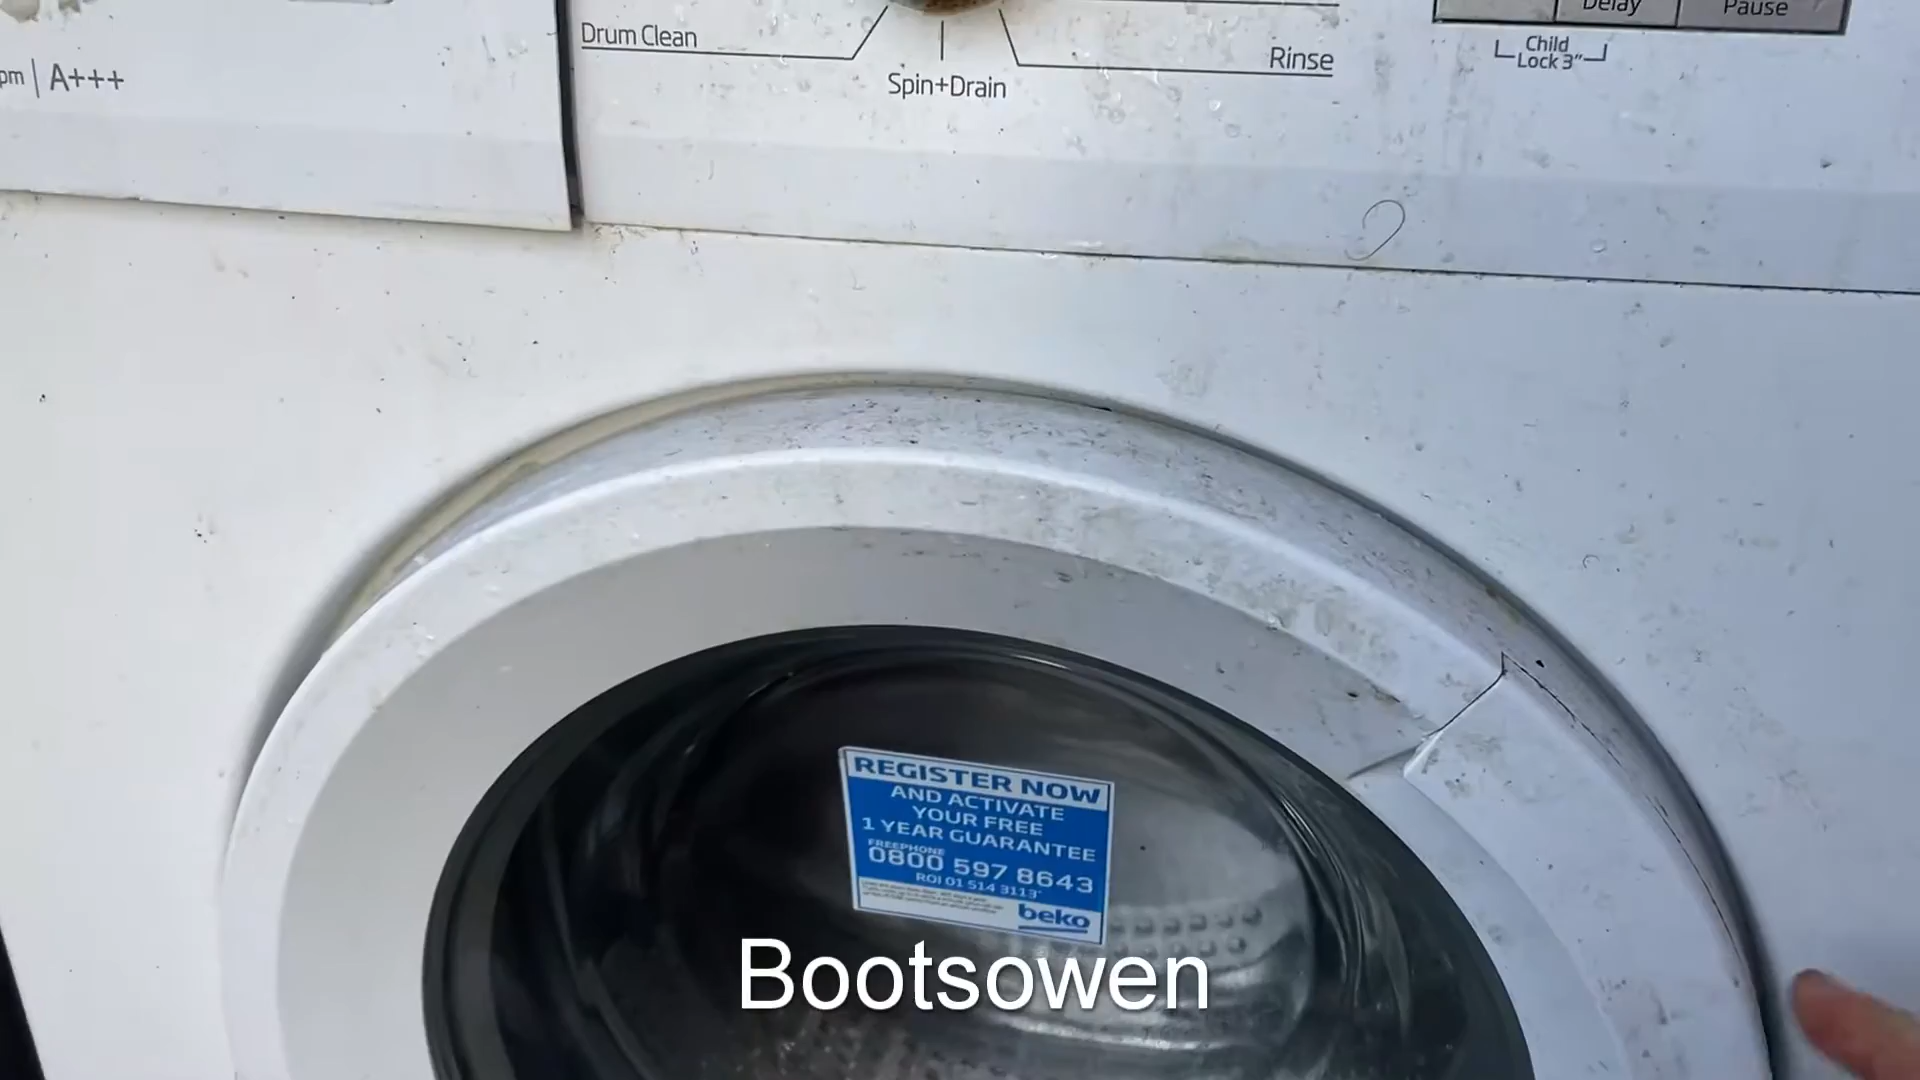 Delay
Pause
Drum Clean
Child
Lock 3"
Rinse
Spin+Drain
pm | A+++
REGISTER NOW
AND ACTIVATE
YOUR FREE
1 YEAR GUARANTEE
FREEPHONE
0800 597 8643
ROI 01 514 3113*
beko
Bootsowen